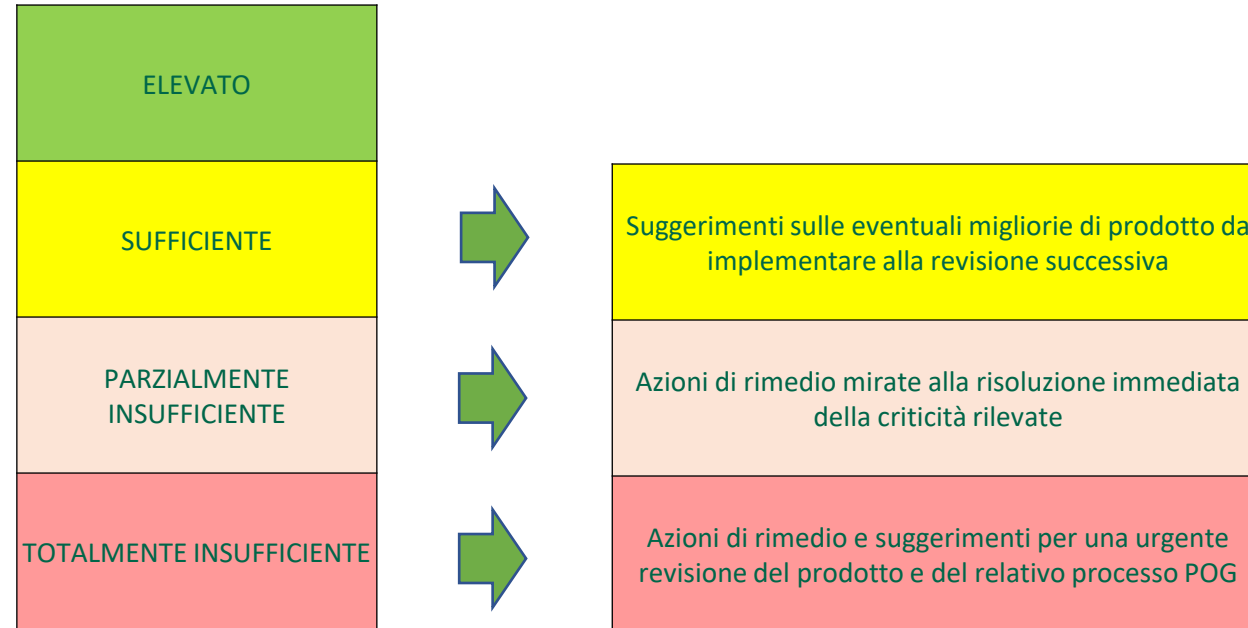 ELEVATO
SUFFICIENTE
Suggerimenti sulle eventuali migliorie di prodotto da
implementare alla revisione successiva
PARZIALMENTE
INSUFFICIENTE
Azioni di rimedio mirate alla risoluzione immediata
della criticità rilevate
TOTALMENTE INSUFFICIENTE
Azioni di rimedio e suggerimenti per una urgente
revisione del prodotto e del relativo processo POG